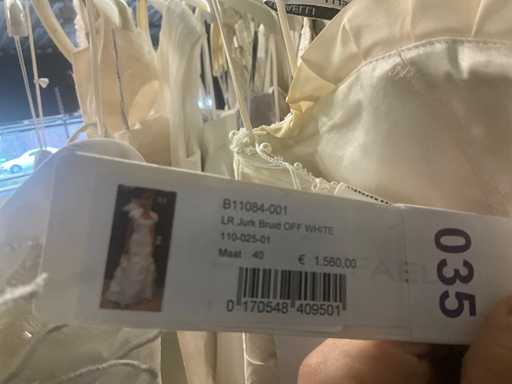 B11084-001
LR Jurk Bruid OFF WHITE
110-025-01
Maat : 40
€ 1.560,00
0 170548 409501
035